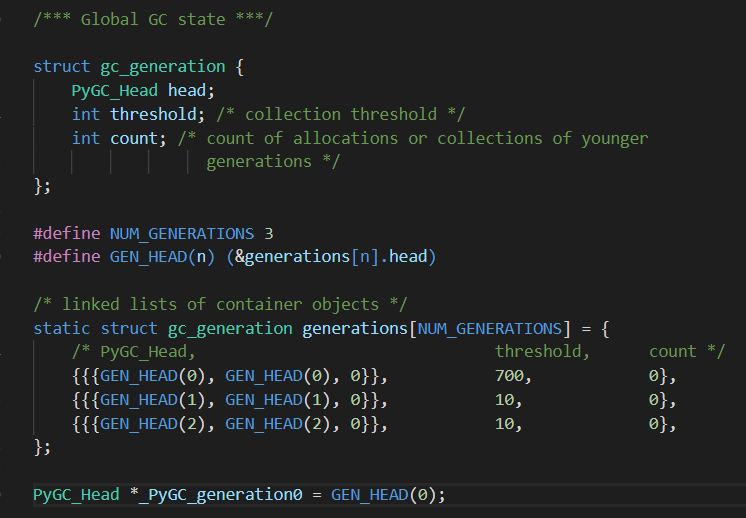 /*** Global GC state ***/
struct gc_generation {
PyGC_Head head;
int threshold; /* collection threshold */
int count; /* count of allocations or collections of younger
generations */
};
#define NUM_GENERATIONS 3
#define GEN_HEAD(n) (&generations[n].head)
/* linked lists of container objects */
static struct gc_generation generations[NUM_GENERATIONS] = {
/* PyGC_Head, threshold, count */
{{{GEN_HEAD(0), GEN_HEAD(0), 0}}, 700, 0},
{{{GEN_HEAD(1), GEN_HEAD(1), 0}}, 10, 0},
{{{GEN_HEAD(2), GEN_HEAD(2), 0}}, 10, 0},
};
PyGC_Head *_PyGC_generation0 = GEN_HEAD(0);